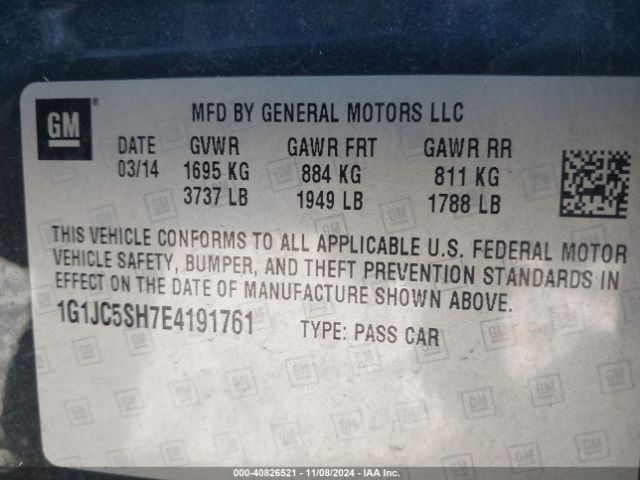 GM ®
MFD BY GENERAL MOTORS LLC
DATE GVWR GAWR FRT GAWR RR
03/14 1695 KG 884 KG 811 KG
3737 LB 1949 LB 1788 LB
THIS VEHICLE CONFORMS TO ALL APPLICABLE U.S. FEDERAL MOTOR
VEHICLE SAFETY, BUMPER, AND THEFT PREVENTION STANDARDS IN
EFFECT ON THE DATE OF MANUFACTURE SHOWN ABOVE.
1G1JC5SH7E4191761 TYPE: PASS CAR
000-40826521 - 11/08/2024 - IAA Inc.